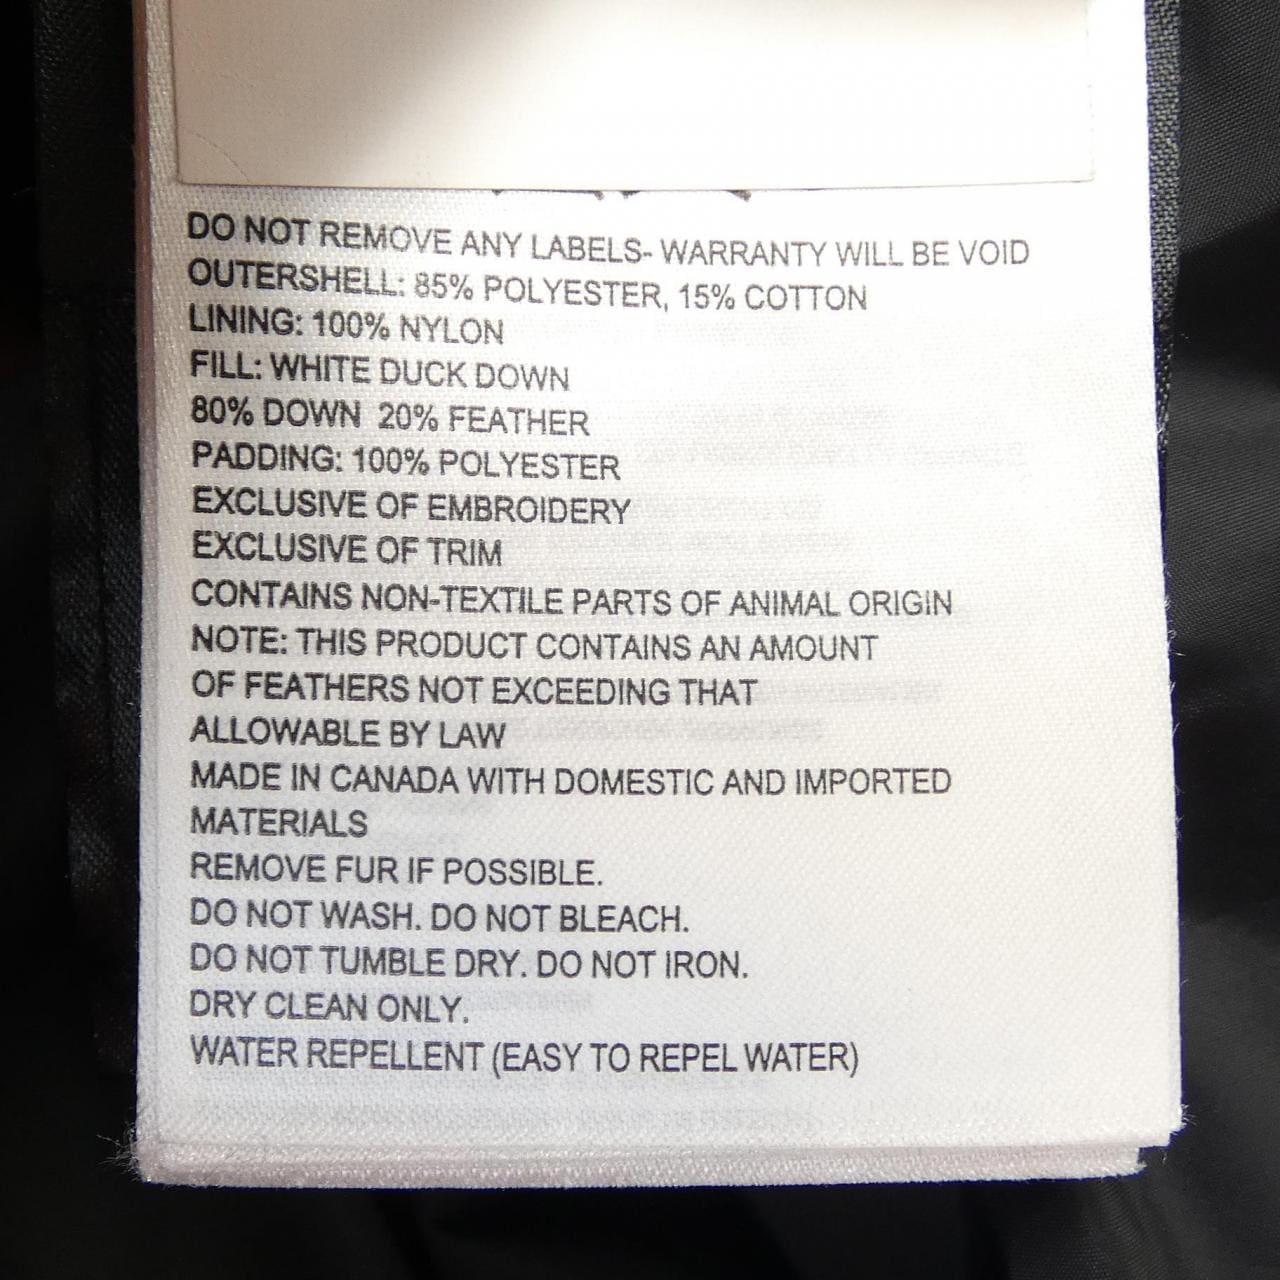 DO NOT REMOVE ANY LABELS- WARRANTY WILL BE VOID
OUTERSHELL: 85% POLYESTER, 15% COTTON
LINING: 100% NYLON
FILL: WHITE DUCK DOWN
80% DOWN  20% FEATHER
PADDING: 100% POLYESTER
EXCLUSIVE OF EMBROIDERY
EXCLUSIVE OF TRIM
CONTAINS NON-TEXTILE PARTS OF ANIMAL ORIGIN
NOTE: THIS PRODUCT CONTAINS AN AMOUNT
OF FEATHERS NOT EXCEEDING THAT
ALLOWABLE BY LAW
MADE IN CANADA WITH DOMESTIC AND IMPORTED
MATERIALS
REMOVE FUR IF POSSIBLE.
DO NOT WASH. DO NOT BLEACH.
DO NOT TUMBLE DRY. DO NOT IRON.
DRY CLEAN ONLY.
WATER REPELLENT (EASY TO REPEL WATER)